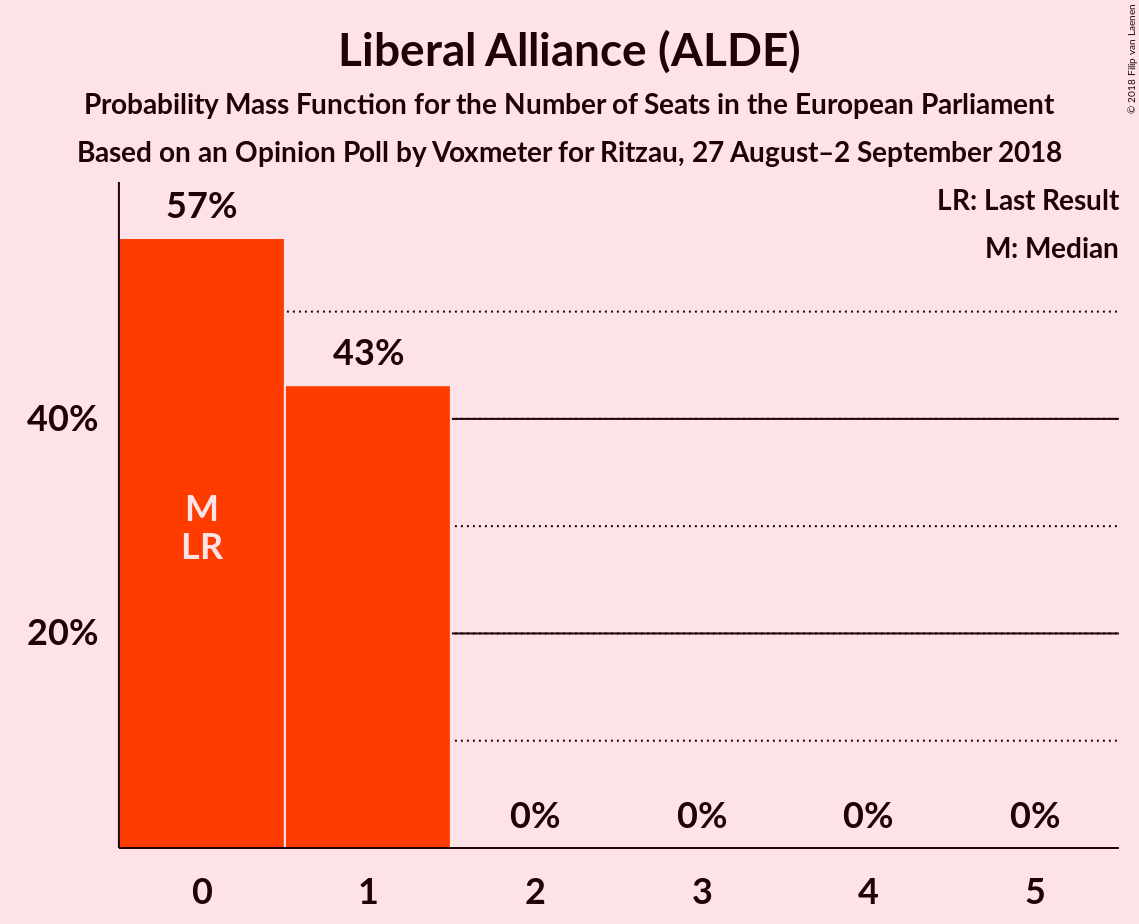 Liberal Alliance (ALDE)
Probability Mass Function for the Number of Seats in the European Parliament
Based on an Opinion Poll by Voxmeter for Ritzau, 27 August–2 September 2018
© 2018 Filip van Laenen
LR: Last Result
M: Median
57%
43%
40%
M
LR
20%
0%
0%
0%
0%
0
1
2
3
4
5